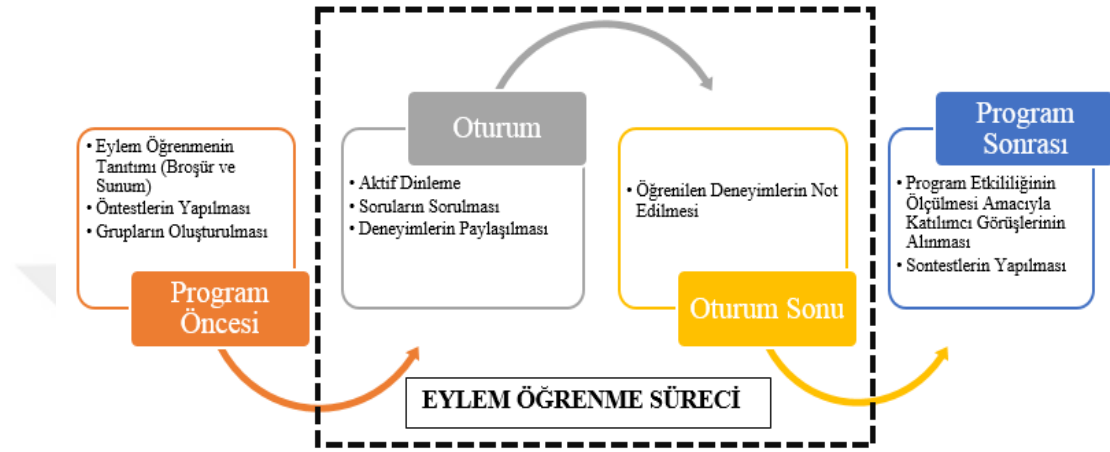 • Eylem Öğrenmenin
Tanıtımı (Broşür ve
Sunum)
• Öntestlerin Yapılması
• Grupların Oluşturulması
Program
Öncesi
Oturum
• Aktif Dinleme
• Soruların Sorulması
• Deneyimlerin Paylaşılması
• Öğrenilen Deneyimlerin Not
Edilmesi
Oturum Sonu
Program
Sonrası
• Program Etkililiğinin
Ölçülmesi Amacıyla
Katılımcı Görüşlerinin
Alınması
• Sontestlerin Yapılması
EYLEM ÖĞRENME SÜRECİ